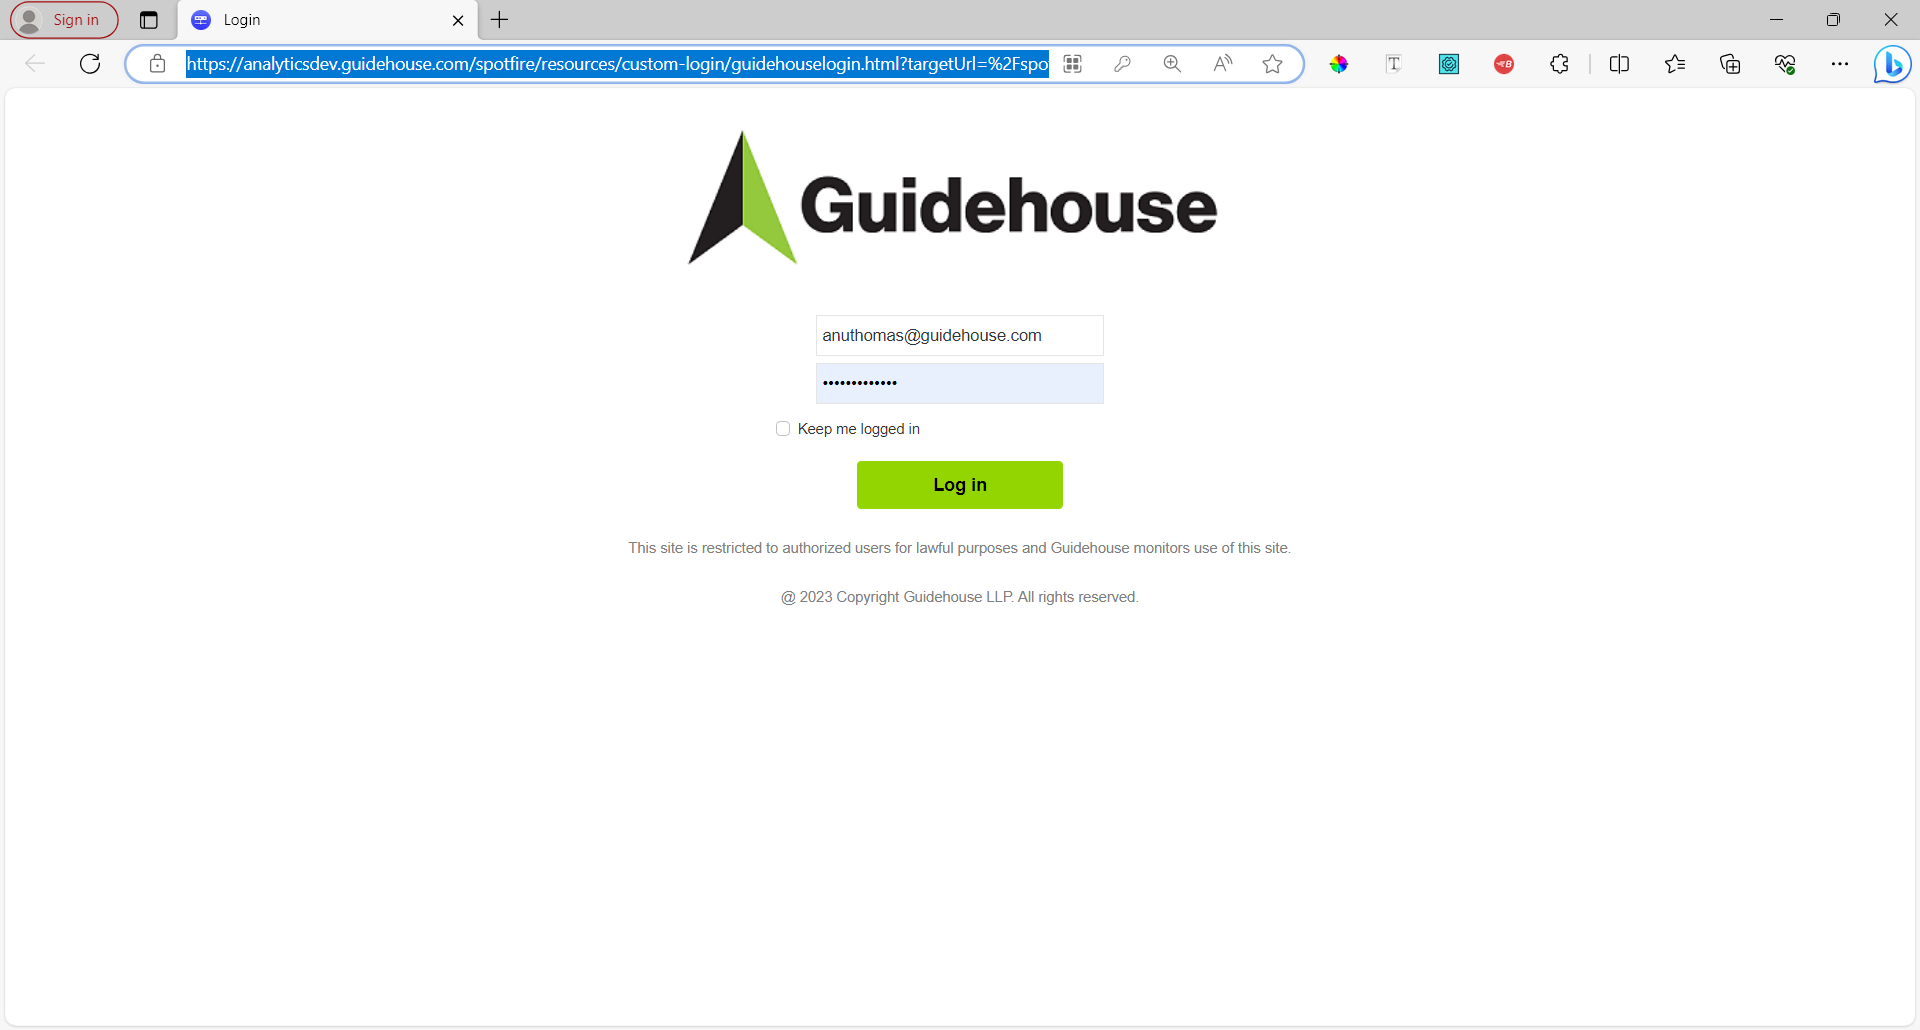 Sign in
Login
https://analyticsdev.guidehouse.com/spotfire/resources/custom-login/guidehouselogin.html?targetUrl=%2Fspo
Guidehouse
anuthomas@guidehouse.com
•••••••••••••
Keep me logged in
Log in
This site is restricted to authorized users for lawful purposes and Guidehouse monitors use of this site.
@ 2023 Copyright Guidehouse LLP. All rights reserved.